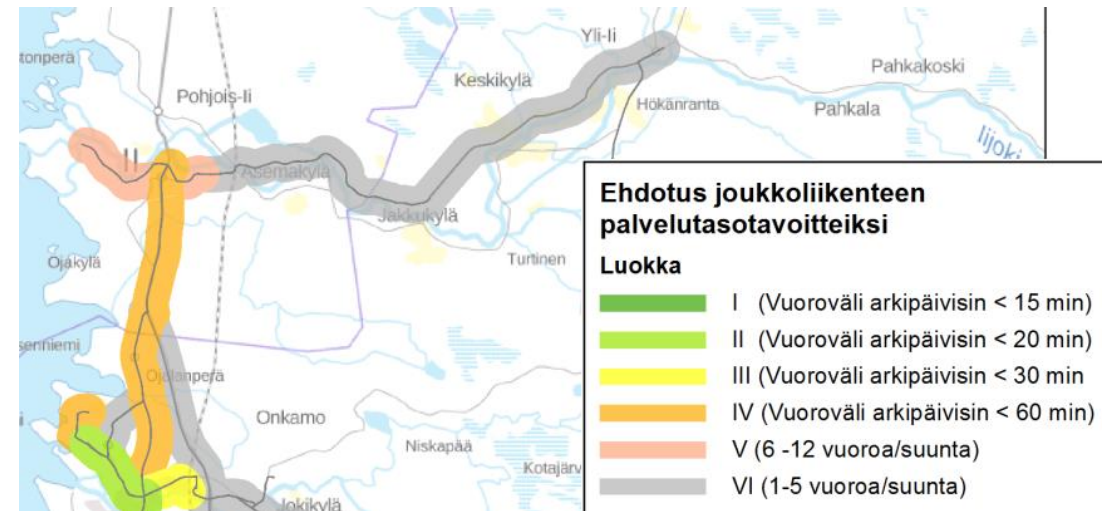 tonperä
Yli-Ii
Keskikylä
Pahkakoski
Pohjois-Ii
Hökänranta
Pahkala
Iijoki
II
Asemakylä
Jakkukylä
Turtinen
Ojakylä
senniemi
Ojalanperä
Onkamo
Niskapää
Kotajärv
Jokikylä
Ehdotus joukkoliikenteen
palvelutasotavoitteiksi
Luokka
I (Vuoroväli arkipäivisin < 15 min)
II (Vuoroväli arkipäivisin < 20 min)
III (Vuoroväli arkipäivisin < 30 min
IV (Vuoroväli arkipäivisin < 60 min)
V (6 -12 vuoroa/suunta)
VI (1-5 vuoroa/suunta)